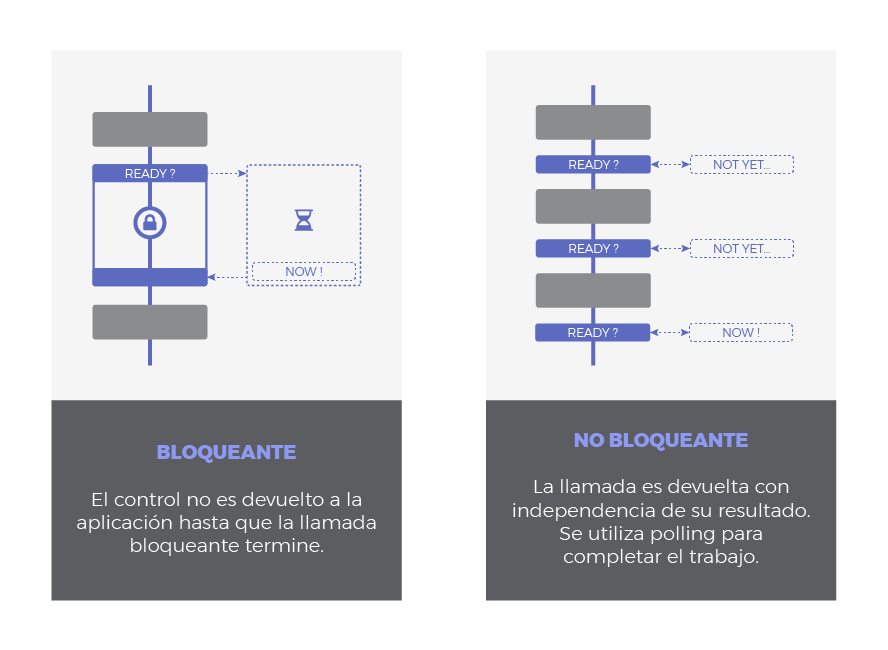 READY ?
NOW !
BLOQUEANTE
El control no es devuelto a la
aplicación hasta que la llamada
bloqueante termine.
READY ?
NOT YET...
READY ?
NOT YET...
READY ?
NOW !
NO BLOQUEANTE
La llamada es devuelta con
independencia de su resultado.
Se utiliza polling para
completar el trabajo.